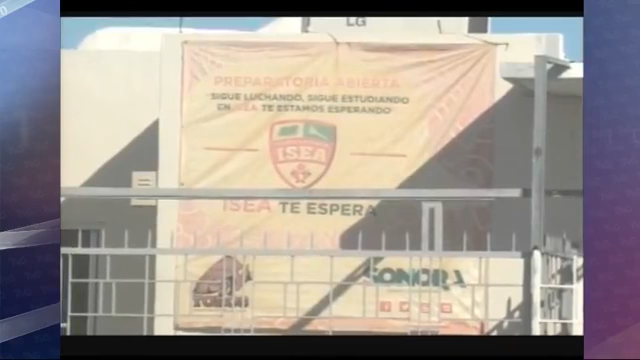 LG
PREPARATORIA ABIERTA
"SIGUE LUCHANDO, SIGUE ESTUDIANDO
EN ISEA TE ESTAMOS ESPERANDO"
ISEA
ISEA TE ESPERA
SONORA